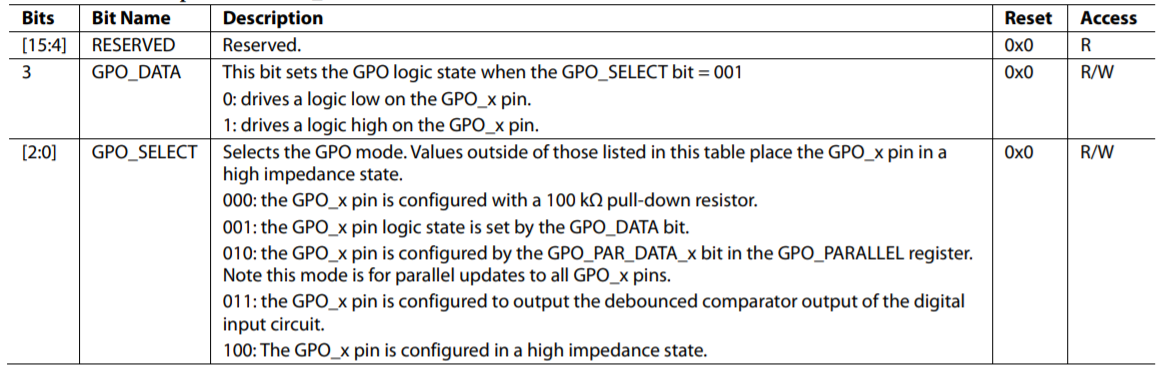 Bits Bit Name Description Reset Access
[15:4] RESERVED Reserved. 0x0 R
3 GPO_DATA This bit sets the GPO logic state when the GPO_SELECT bit = 001 0x0 R/W
0: drives a logic low on the GPO_x pin.
1: drives a logic high on the GPO_x pin.
[2:0] GPO_SELECT Selects the GPO mode. Values outside of those listed in this table place the GPO_x pin in a 0x0 R/W
high impedance state.
000: the GPO_x pin is configured with a 100 kΩ pull-down resistor.
001: the GPO_x pin logic state is set by the GPO_DATA bit.
010: the GPO_x pin is configured by the GPO_PAR_DATA_x bit in the GPO_PARALLEL register.
Note this mode is for parallel updates to all GPO_x pins.
011: the GPO_x pin is configured to output the debounced comparator output of the digital
input circuit.
100: The GPO_x pin is configured in a high impedance state.